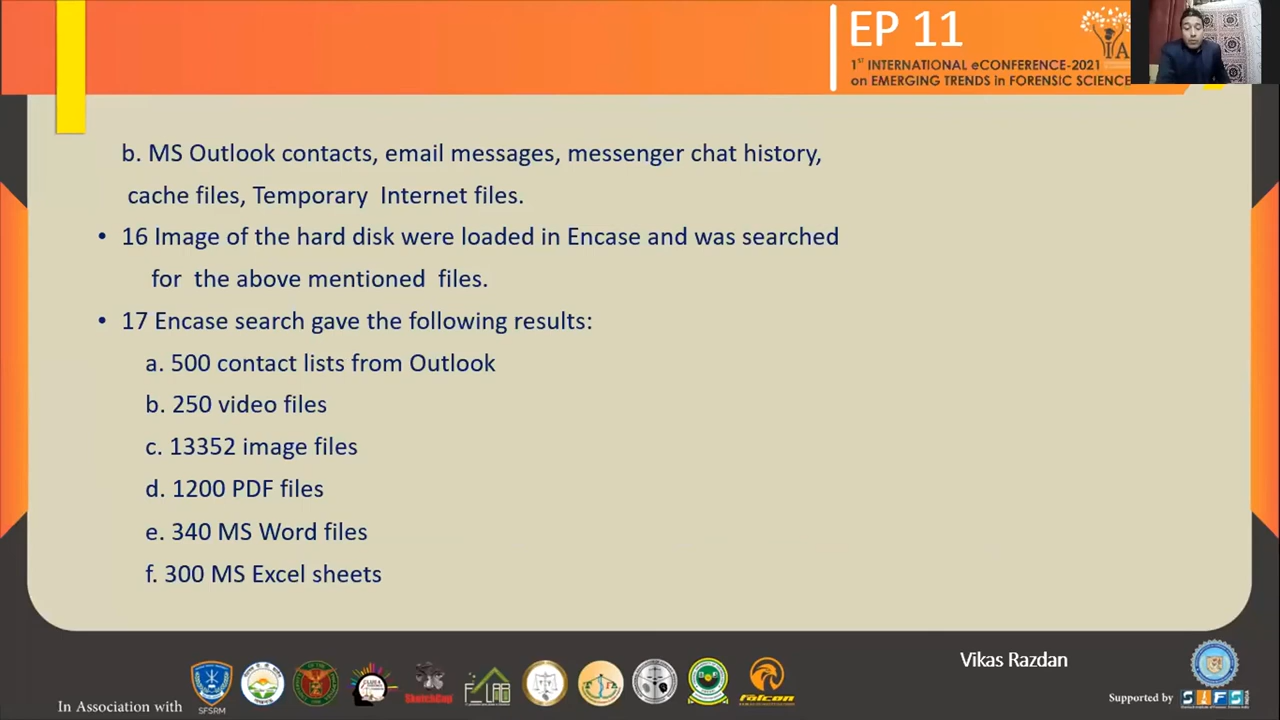 EP 11
1ST INTERNATIONAL eCONFERENCE-2021
on EMERGING TRENDS in FORENSIC SCIENCE
b. MS Outlook contacts, email messages, messenger chat history,
cache files, Temporary Internet files.
• 16 Image of the hard disk were loaded in Encase and was searched
for the above mentioned files.
• 17 Encase search gave the following results:
a. 500 contact lists from Outlook
b. 250 video files
c. 13352 image files
d. 1200 PDF files
e. 340 MS Word files
f. 300 MS Excel sheets
Vikas Razdan
In Association with
SFSRM
falcon
Supported by
SIFS